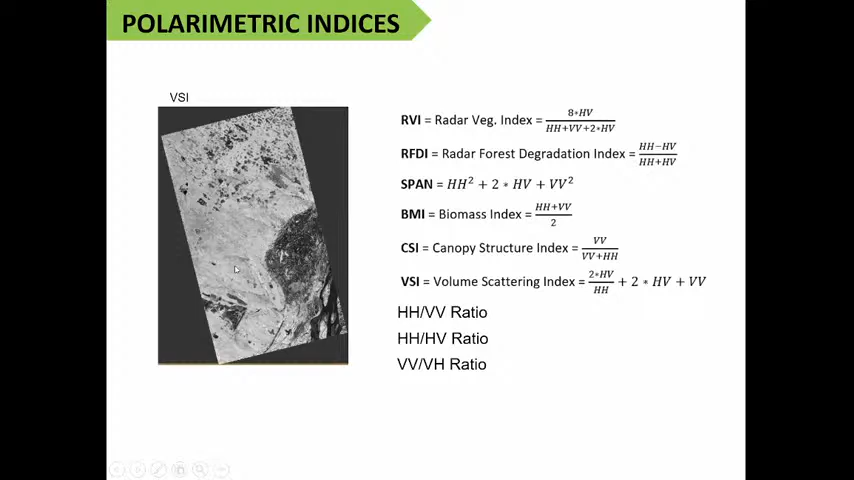 POLARIMETRIC INDICES
VSI
RVI = Radar Veg. Index = 8*HV / HH+VV+2*HV
RFDI = Radar Forest Degradation Index = HH−HV / HH+HV
SPAN = HH² + 2 * HV + VV²
BMI = Biomass Index = HH+VV / 2
CSI = Canopy Structure Index = VV / VV+HH
VSI = Volume Scattering Index = 2*HV / HH + 2 * HV + VV
HH/VV Ratio
HH/HV Ratio
VV/VH Ratio